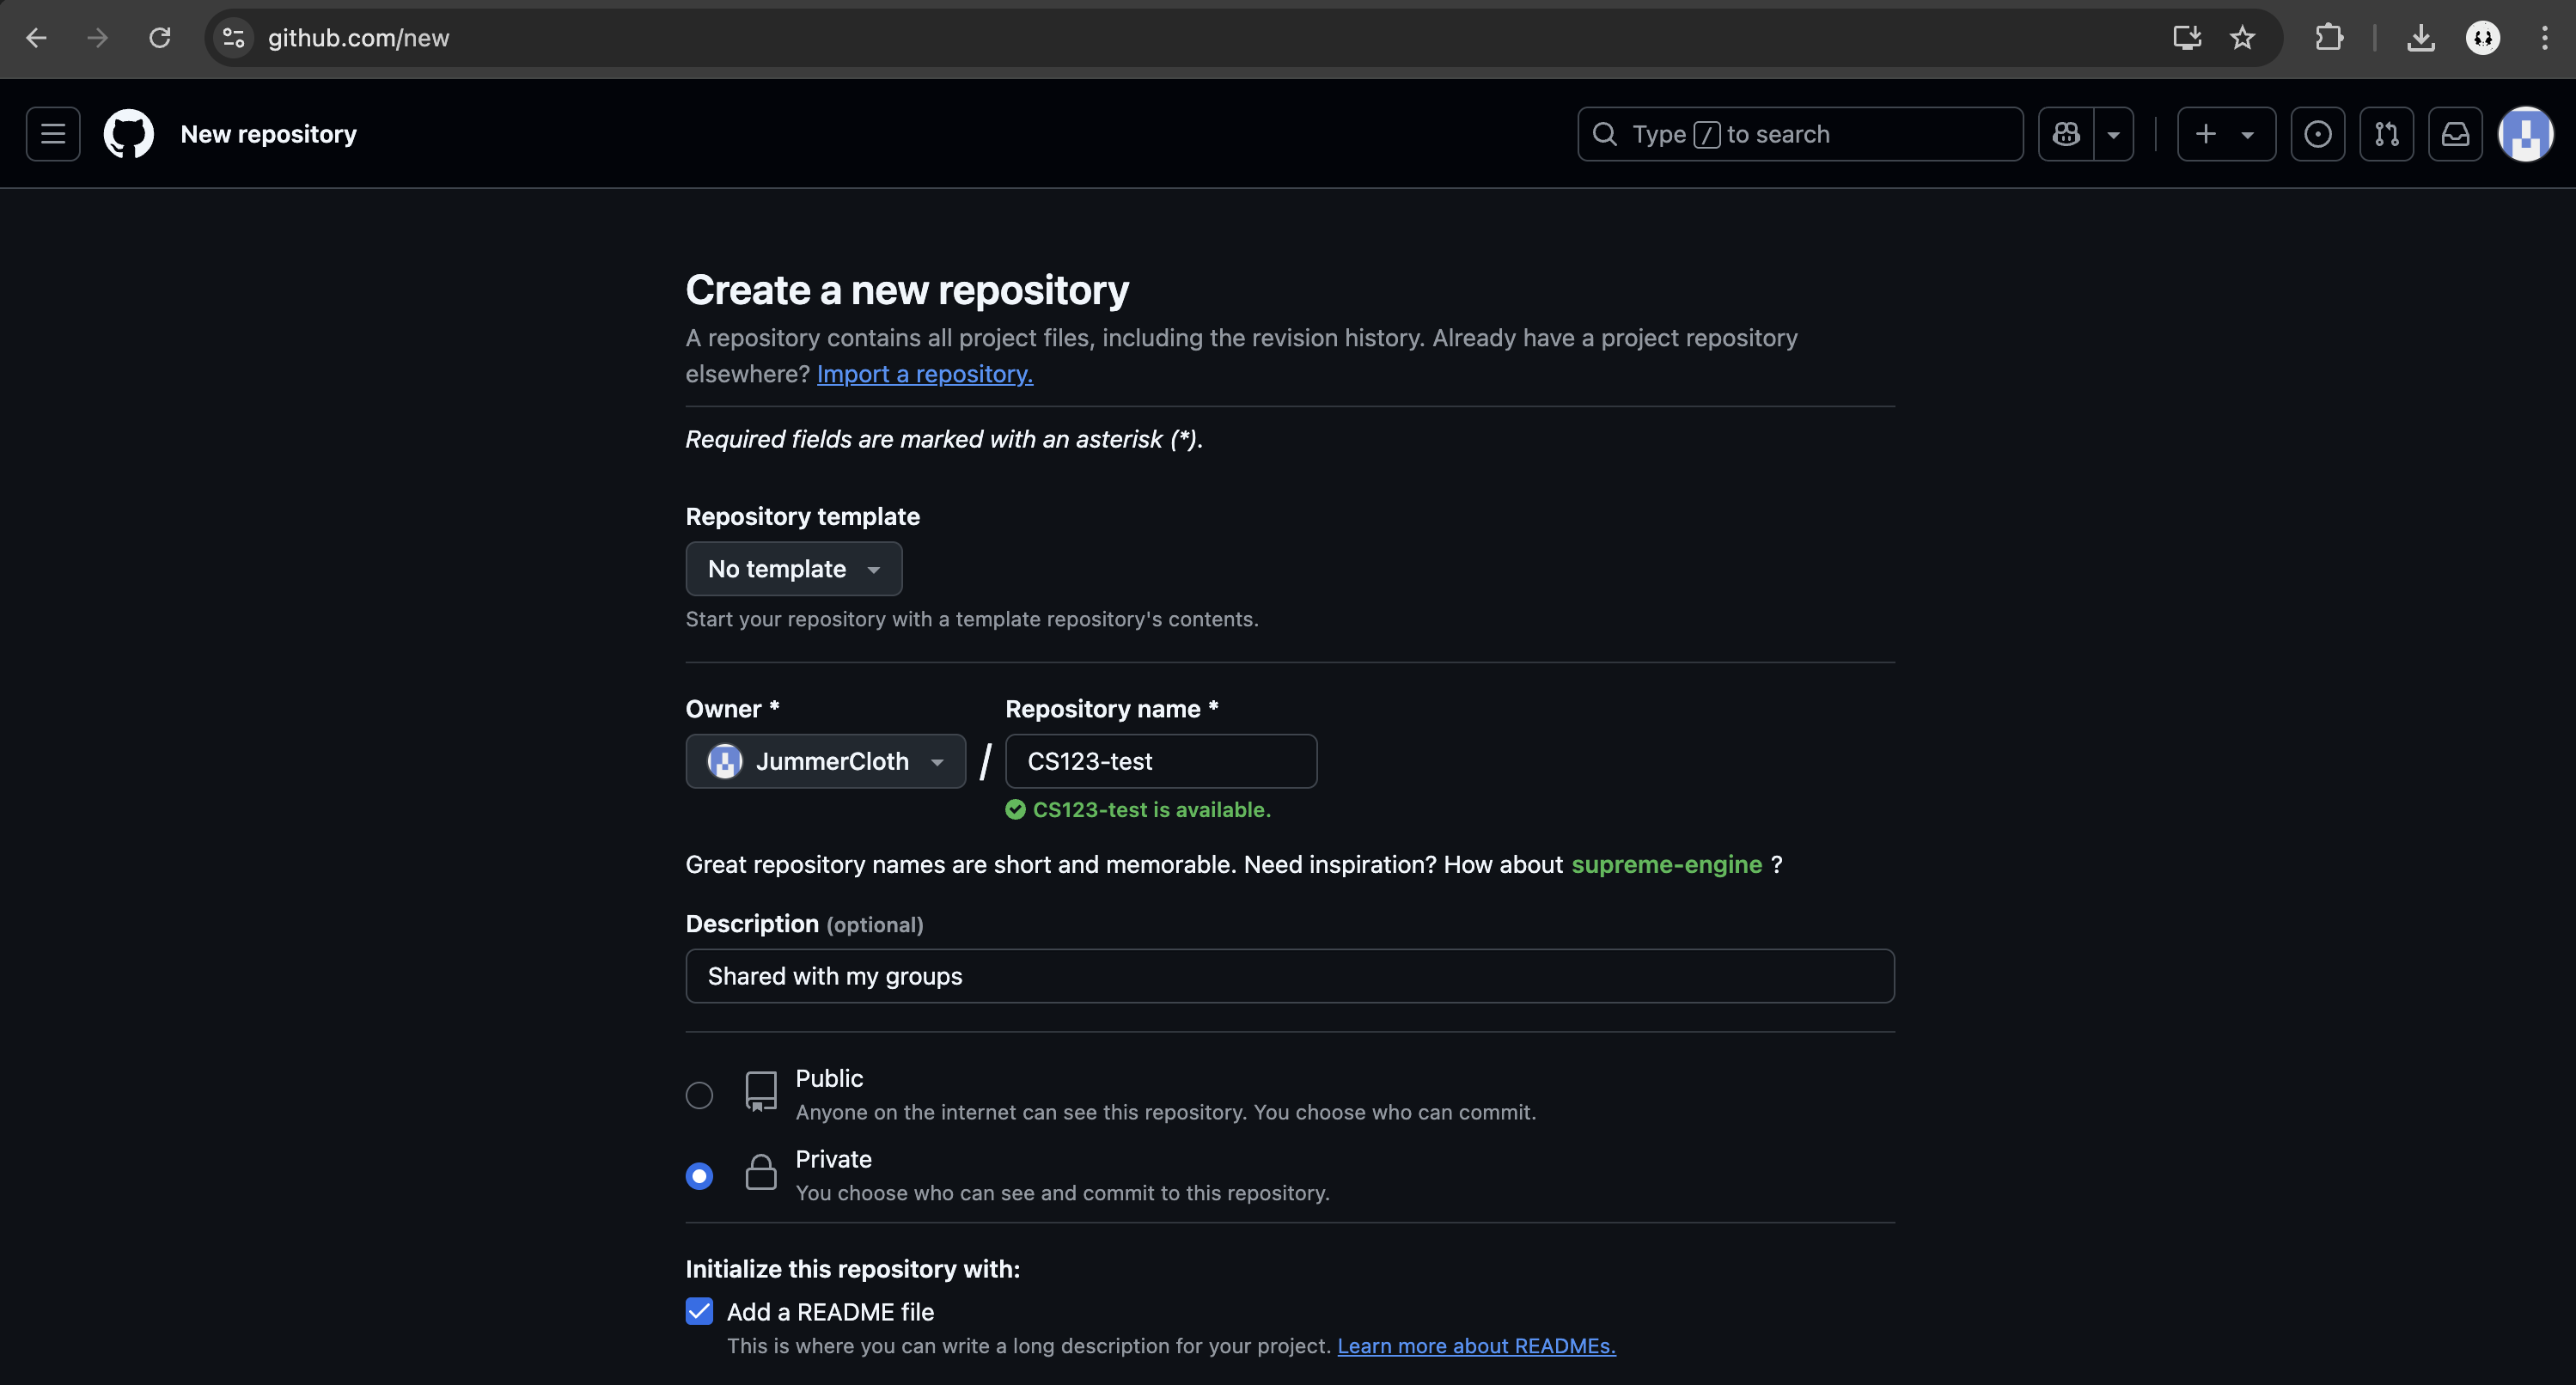 github.com/new
New repository
Type / to search
Create a new repository
A repository contains all project files, including the revision history. Already have a project repository
elsewhere? Import a repository.
Required fields are marked with an asterisk (*).
Repository template
No template
Start your repository with a template repository's contents.
Owner *
Repository name *
JummerCloth
/
CS123-test
CS123-test is available.
Great repository names are short and memorable. Need inspiration? How about supreme-engine ?
Description (optional)
Shared with my groups
Public
Anyone on the internet can see this repository. You choose who can commit.
Private
You choose who can see and commit to this repository.
Initialize this repository with:
Add a README file
This is where you can write a long description for your project. Learn more about READMEs.